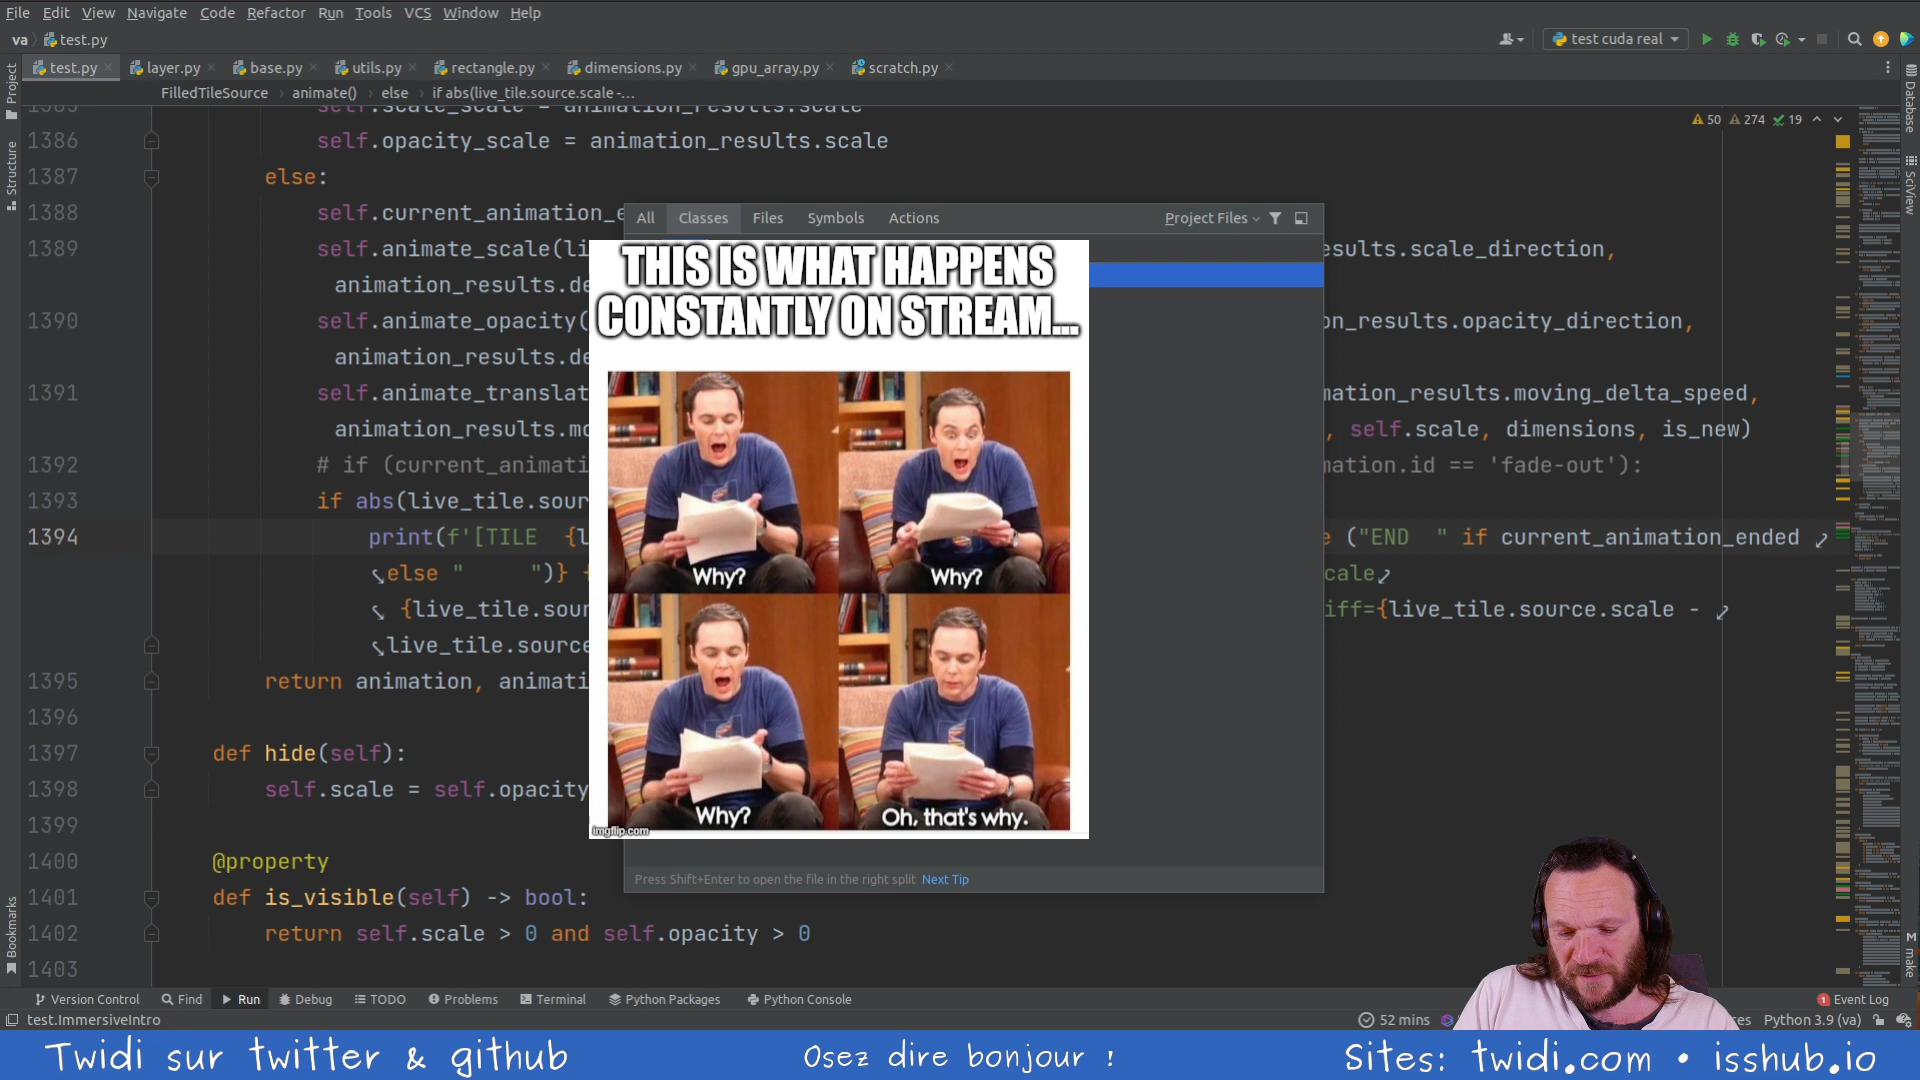 File Edit View Navigate Code Refactor Run Tools VCS Window Help
va test.py
test cuda real
test.py layer.py base.py utils.py rectangle.py dimensions.py gpu_array.py scratch.py
FilledTileSource animate() else if abs(live_tile.source.scale -...
50 274 19
1386 self.opacity_scale = animation_results.scale
1387 else:
1388 self.current_animation_e
1389 self.animate_scale(li esults.scale_direction,
animation_results.de
1390 self.animate_opacity( on_results.opacity_direction,
animation_results.de
1391 self.animate_translat mation_results.moving_delta_speed,
animation_results.mo , self.scale, dimensions, is_new)
1392 # if (current_animati mation.id == 'fade-out'):
1393 if abs(live_tile.sour
1394 print(f'[TILE {l e ("END " if current_animation_ended
else " ")} { cale
{live_tile.sour iff={live_tile.source.scale -
live_tile.source
1395 return animation, animati
1396
1397 def hide(self):
1398 self.scale = self.opacity
1399
1400 @property
1401 def is_visible(self) -> bool:
1402 return self.scale > 0 and self.opacity > 0
1403
All Classes Files Symbols Actions Project Files
THIS IS WHAT HAPPENS
CONSTANTLY ON STREAM...
Why? Why?
Why? Oh, that's why.
imgflip.com
Press Shift+Enter to open the file in the right split Next Tip
Project
Structure
Bookmarks
Database
SciView
make
Version Control Find Run Debug TODO Problems Terminal Python Packages Python Console 1 Event Log
test.ImmersiveIntro 52 mins Python 3.9 (va)
Twidi sur twitter & github Osez dire bonjour ! Sites: twidi.com • isshub.io